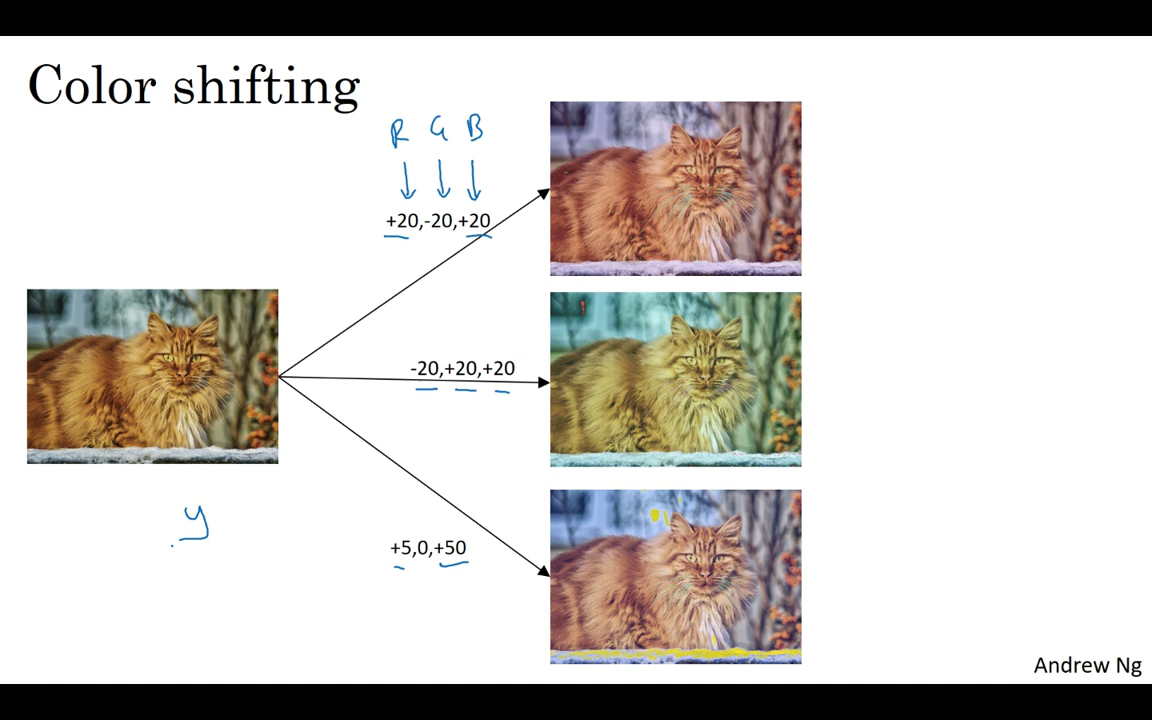 Color shifting
R G B
+20,-20,+20
-20,+20,+20
y
+5,0,+50
Andrew Ng